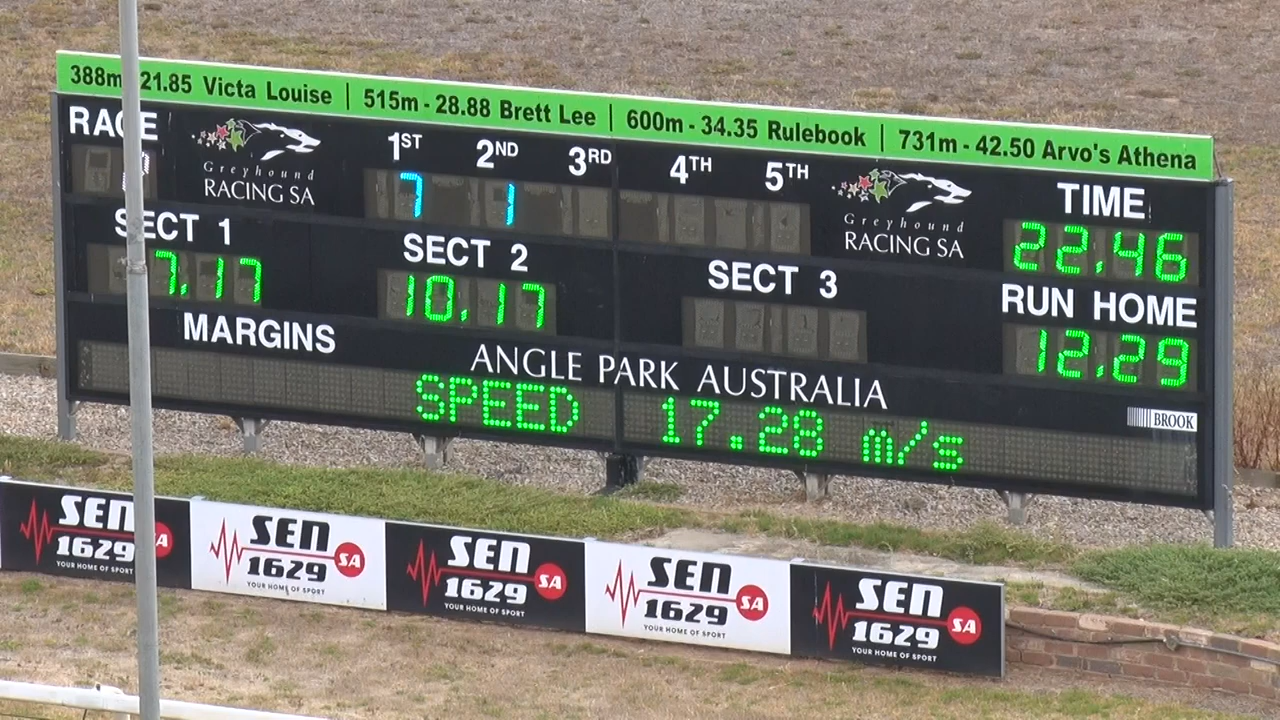 388m 21.85 Victa Louise | 515m - 28.88 Brett Lee | 600m - 34.35 Rulebook | 731m - 42.50 Arvo's Athena
RACE
Greyhound
RACING SA
1ST 2ND 3RD 4TH 5TH
7 1
Greyhound
RACING SA
TIME
22.46
SECT 1
7.17
SECT 2
10.17
SECT 3
RUN HOME
12.29
MARGINS
ANGLE PARK AUSTRALIA
SPEED 17.28 m/s
BROOK
SEN
1629
YOUR HOME OF SPORT
SEN
1629
SA
YOUR HOME OF SPORT
SEN
1629
SA
YOUR HOME OF SPORT
SEN
1629
SA
YOUR HOME OF SPORT
SEN
1629
SA
YOUR HOME OF SPORT